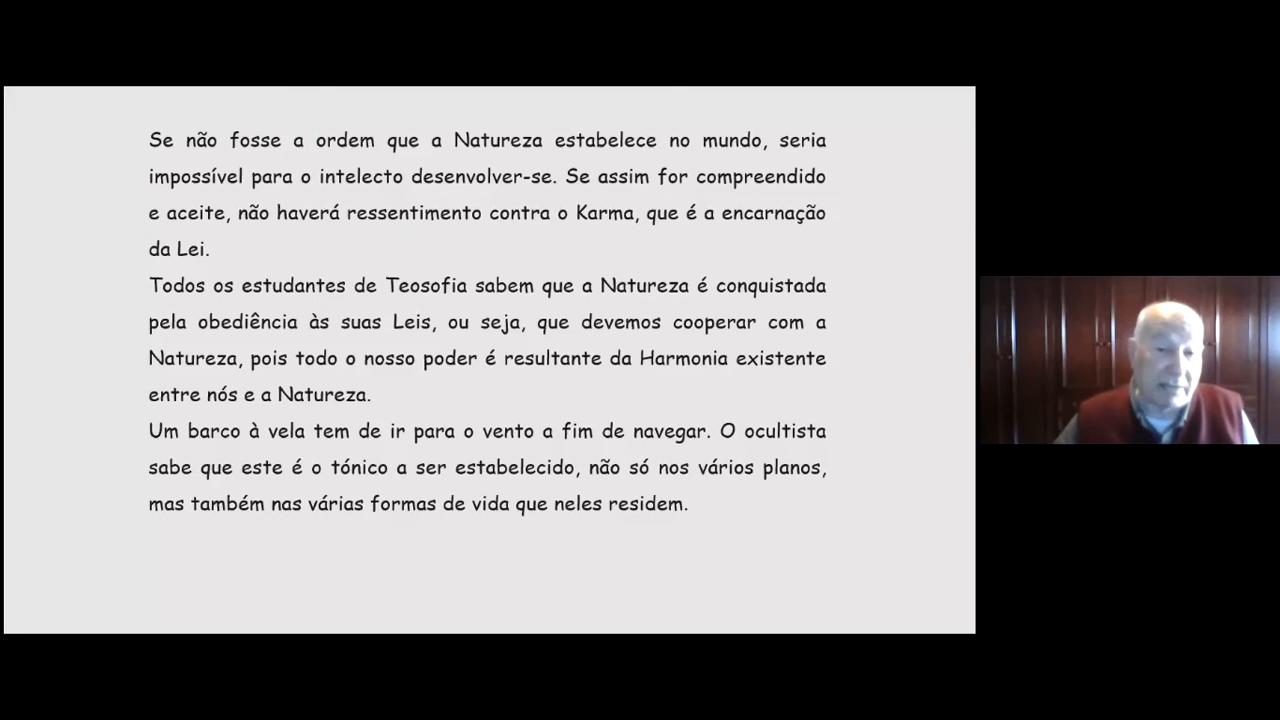 Se não fosse a ordem que a Natureza estabelece no mundo, seria
impossível para o intelecto desenvolver-se. Se assim for compreendido
e aceite, não haverá ressentimento contra o Karma, que é a encarnação
da Lei.
Todos os estudantes de Teosofia sabem que a Natureza é conquistada
pela obediência às suas Leis, ou seja, que devemos cooperar com a
Natureza, pois todo o nosso poder é resultante da Harmonia existente
entre nós e a Natureza.
Um barco à vela tem de ir para o vento a fim de navegar. O ocultista
sabe que este é o tónico a ser estabelecido, não só nos vários planos,
mas também nas várias formas de vida que neles residem.